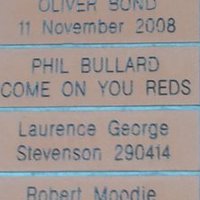 OLIVER BOND
11 November 2008
PHIL BULLARD
COME ON YOU REDS
Laurence George
Stevenson 290414
Robert Moodie